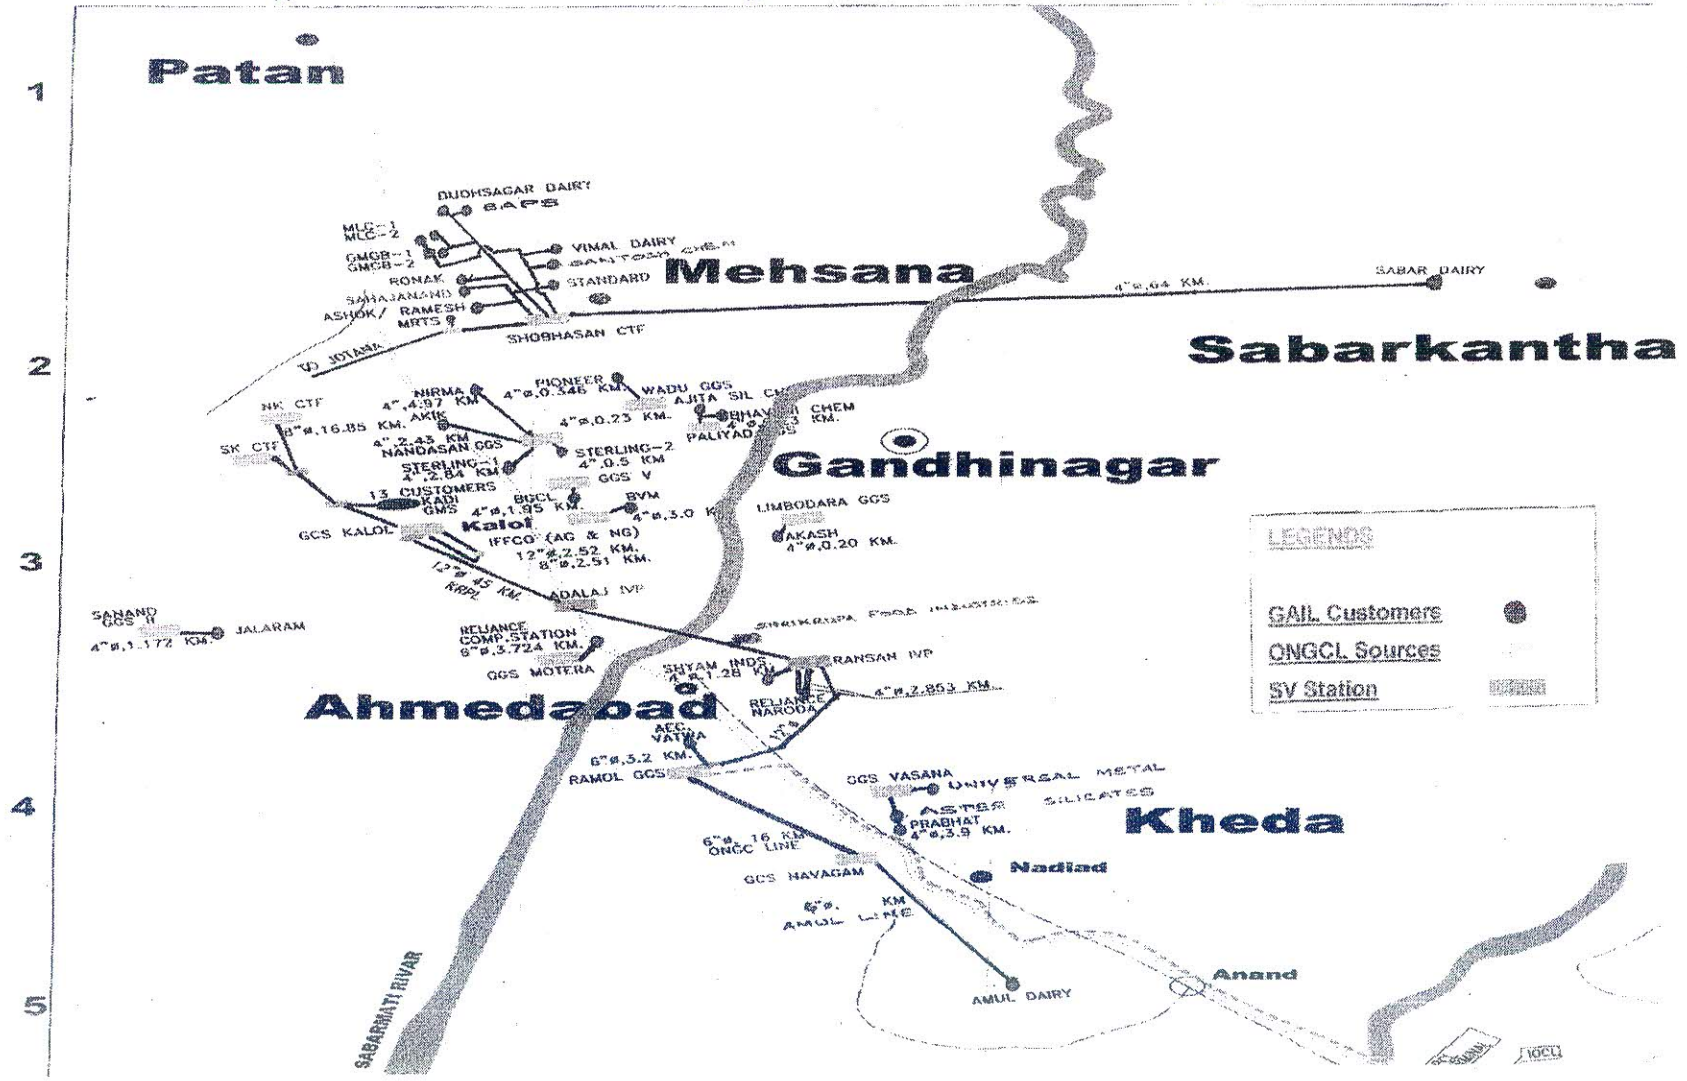 1
Patan
DUDHSAGAR DAIRY
BAPS
MLC-1
MLC-2
GMGB-1
GMGB-2
VIMAL DAIRY
RONAK
STANDARD
SAHAJANAND
ASHOK/ RAMESH
MRTS
SHOBHASAN CTF
Mehsana
4"ø,64 KM.
SABAR DAIRY
Sabarkantha
2
JOTANA
NK CTF
8"ø,16.85 KM.
SK CTF
NIRMA
4",4.97 KM
AKIK
4",2.43 KM
NANDASAN GGS
STERLING-1
4",2.84 KM
PIONEER
4"ø,0.346 KM.
WADU GGS
AJITA SIL CH
4"ø,0.23 KM.
CHEM
PALIYAD
STERLING-2
4",0.5 KM
GGS V
Gandhinagar
13 CUSTOMERS
KADI
GMS
BGCL
4"ø,1.95 KM.
BVM
4"ø,3.0 K
LIMBODARA GGS
AKASH
4"ø,0.20 KM.
GCS KALOL
Kalol
IFFCO (AG & NG)
12"ø,2.52 KM.
8"ø,2.51 KM.
3
12"ø 45 KM.
KRPL
ADALAJ IVP
SANAND
GGS II
4"ø,1.172 KM.
JALARAM
RELIANCE
COMP.STATION
6"ø,3.724 KM.
GGS MOTERA
SHRIKRUPA FOOD INDUSTRIES
SHYAM INDS
4"ø,1.28 KM
RANSAN IVP
4"ø,2.853 KM.
RELIANCE
NARODA
12"ø
Ahmedabad
AEC,
VATWA
6"ø,3.2 KM.
RAMOL GCS
LEGENDS
GAIL Customers
ONGCL Sources
SV Station
4
GGS VASANA
UNIVERSAL METAL
ASTER SILICATES
PRABHAT
4"ø,3.9 KM.
Kheda
6"ø, 16 KM
ONGC LINE
GCS NAVAGAM
Nadiad
6"ø, KM
AMUL LINE
AMUL DAIRY
Anand
5
SABARMATI RIVAR
IOCL